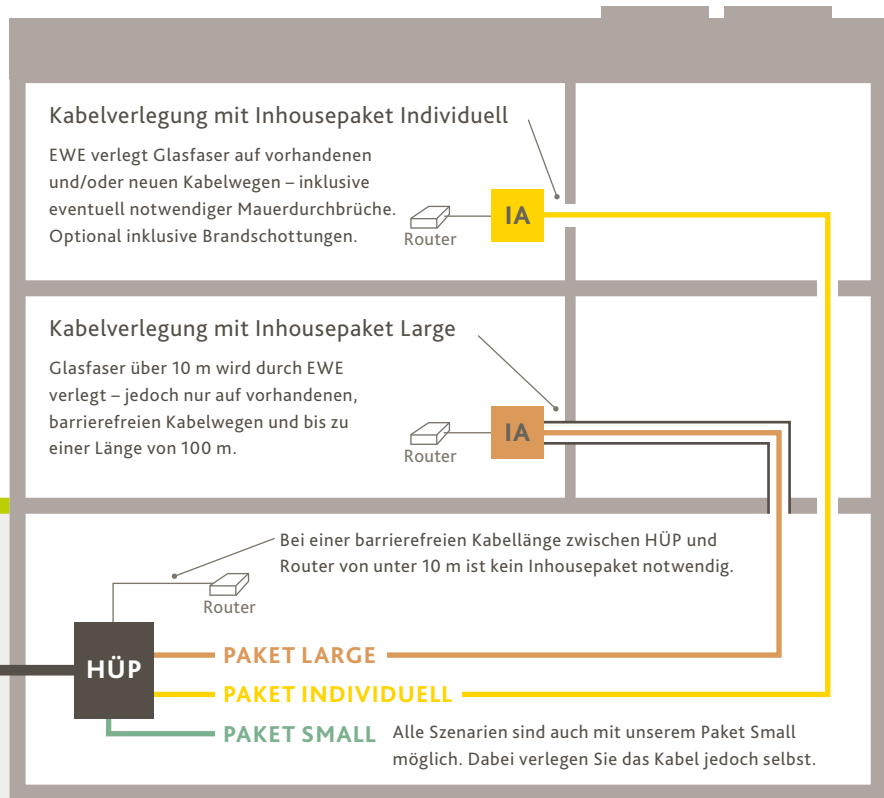 Kabelverlegung mit Inhousepaket Individuell
EWE verlegt Glasfaser auf vorhandenen
und/oder neuen Kabelwegen – inklusive
eventuell notwendiger Mauerdurchbrüche.
Optional inklusive Brandschottungen.
Router
IA
Kabelverlegung mit Inhousepaket Large
Glasfaser über 10 m wird durch EWE
verlegt – jedoch nur auf vorhandenen,
barrierefreien Kabelwegen und bis zu
einer Länge von 100 m.
Router
IA
Bei einer barrierefreien Kabellänge zwischen HÜP und
Router von unter 10 m ist kein Inhousepaket notwendig.
Router
HÜP
PAKET LARGE
PAKET INDIVIDUELL
PAKET SMALL
Alle Szenarien sind auch mit unserem Paket Small
möglich. Dabei verlegen Sie das Kabel jedoch selbst.